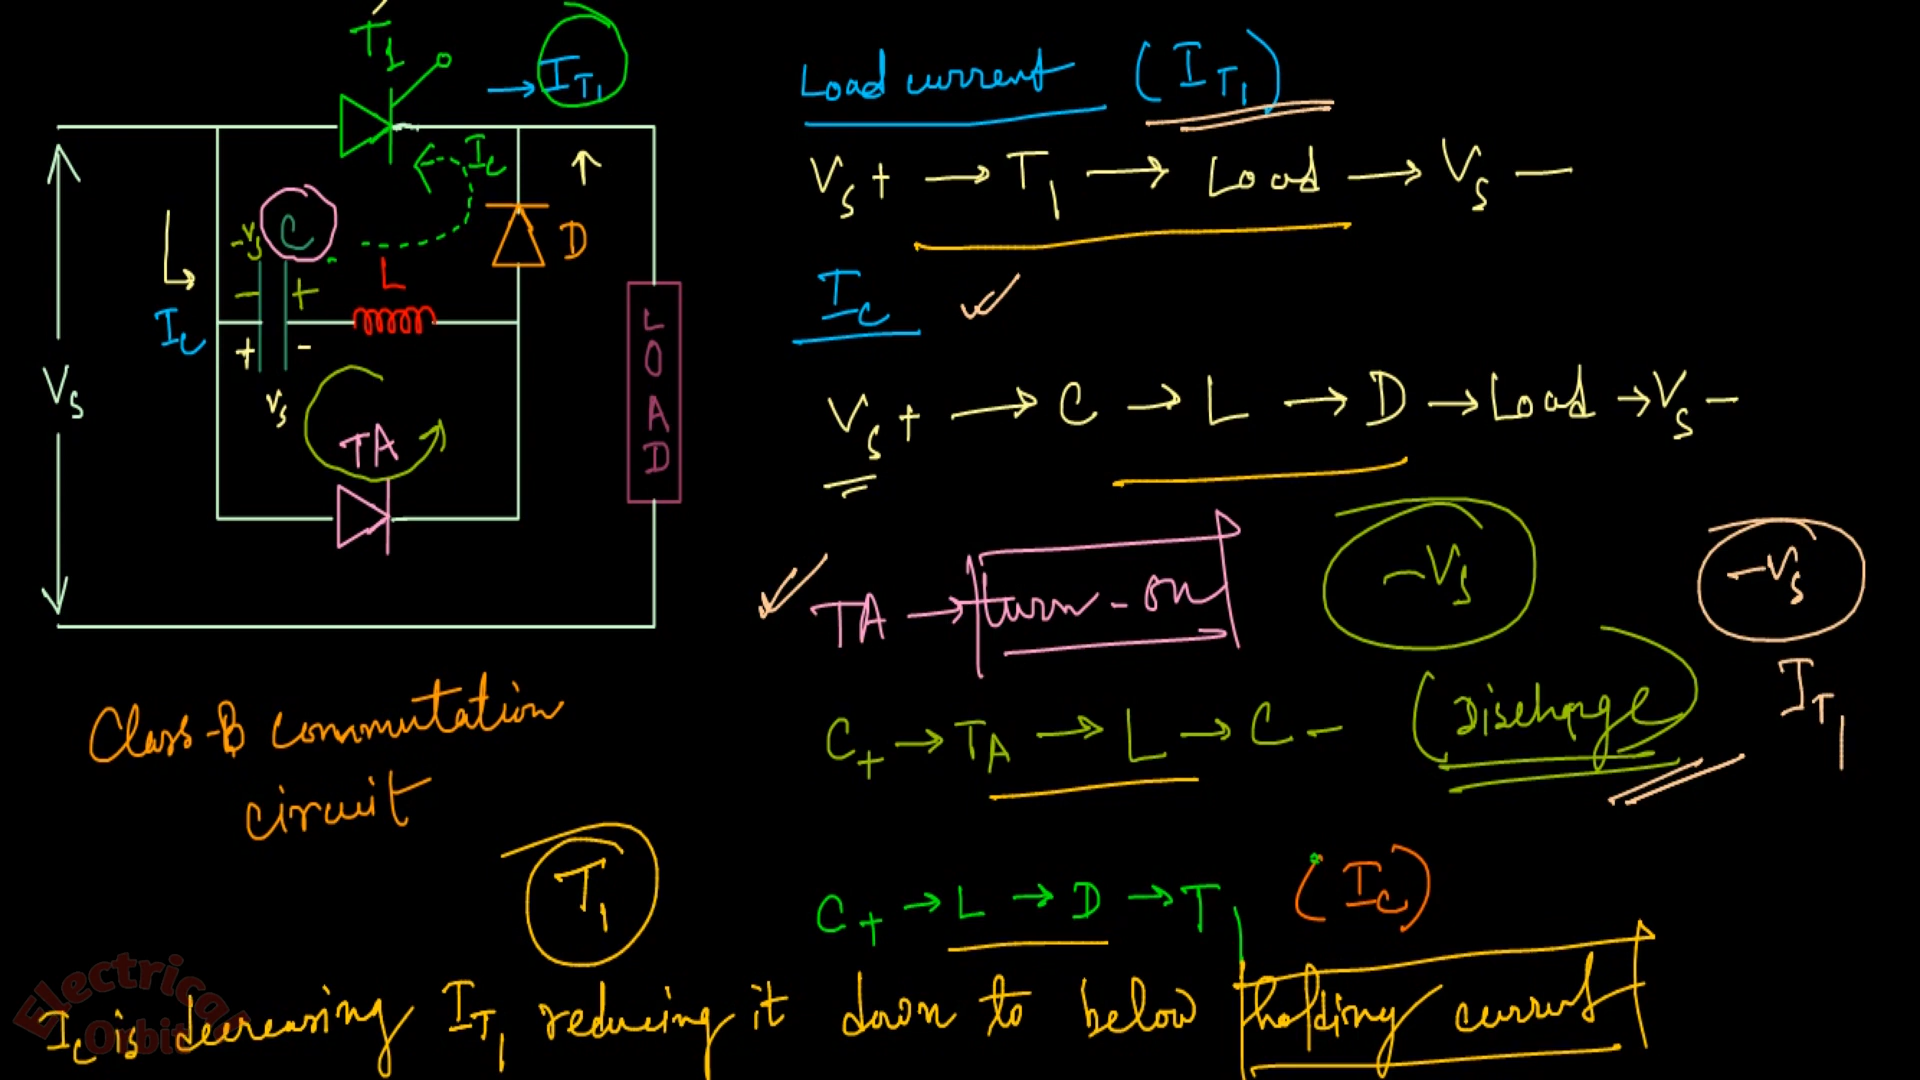 T1
→ IT1
Ic
-Vs C
D
L
- +
Ic
+ -
Vs
Vs
TA
LOAD
Class-B commutation
circuit
Load current (IT1)
Vs+ → T1 → Load → Vs -
Ic ✓
Vs+ → C → L → D → Load → Vs -
✓ TA → turn-on -Vs -Vs
IT1
C+ → TA → L → C - (Discharge)
T1
C+ → L → D → T1 (Ic)
Ic is decreasing IT1 reducing it down to below holding current
Electrical
Orbit